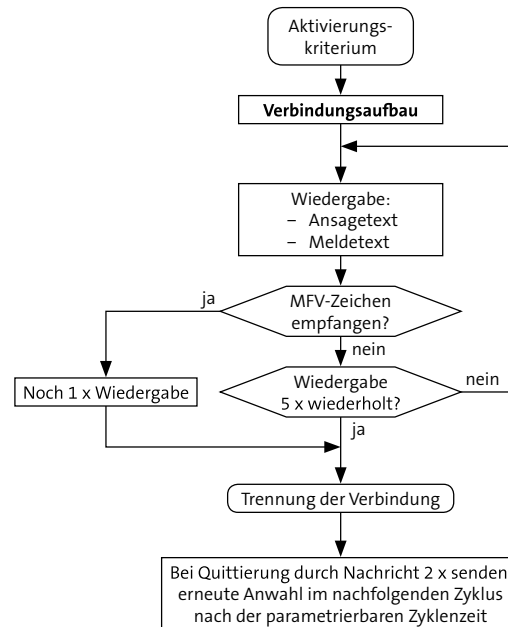 Aktivierungs-
kriterium
Verbindungsaufbau
Wiedergabe:
– Ansagetext
– Meldetext
ja
MFV-Zeichen
empfangen?
nein
Noch 1 x Wiedergabe
Wiedergabe
5 x wiederholt?
nein
ja
Trennung der Verbindung
Bei Quittierung durch Nachricht 2 x senden
erneute Anwahl im nachfolgenden Zyklus
nach der parametrierbaren Zyklenzeit